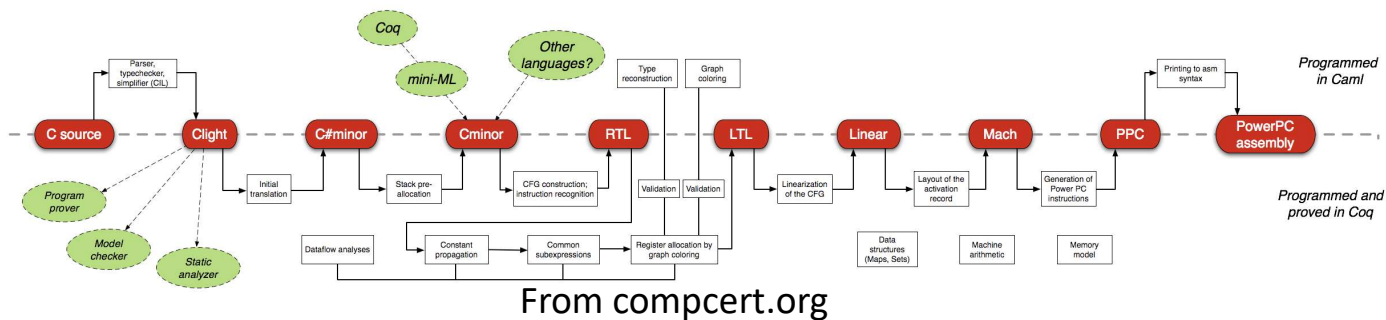 Coq
Other
languages?
mini-ML
Parser,
typechecker,
simplifier (CIL)
Type
reconstruction
Graph
coloring
Printing to asm
syntax
Programmed
in Caml
C source
Clight
C#minor
Cminor
RTL
LTL
Linear
Mach
PPC
PowerPC
assembly
Initial
translation
Stack pre-
allocation
CFG construction;
instruction recognition
Validation
Validation
Linearization
of the CFG
Layout of the
activation
record
Generation of
Power PC
instructions
Programmed and
proved in Coq
Program
prover
Model
checker
Static
analyzer
Dataflow analyses
Constant
propagation
Common
subexpressions
Register allocation by
graph coloring
Data
structures
(Maps, Sets)
Machine
arithmetic
Memory
model
From compcert.org